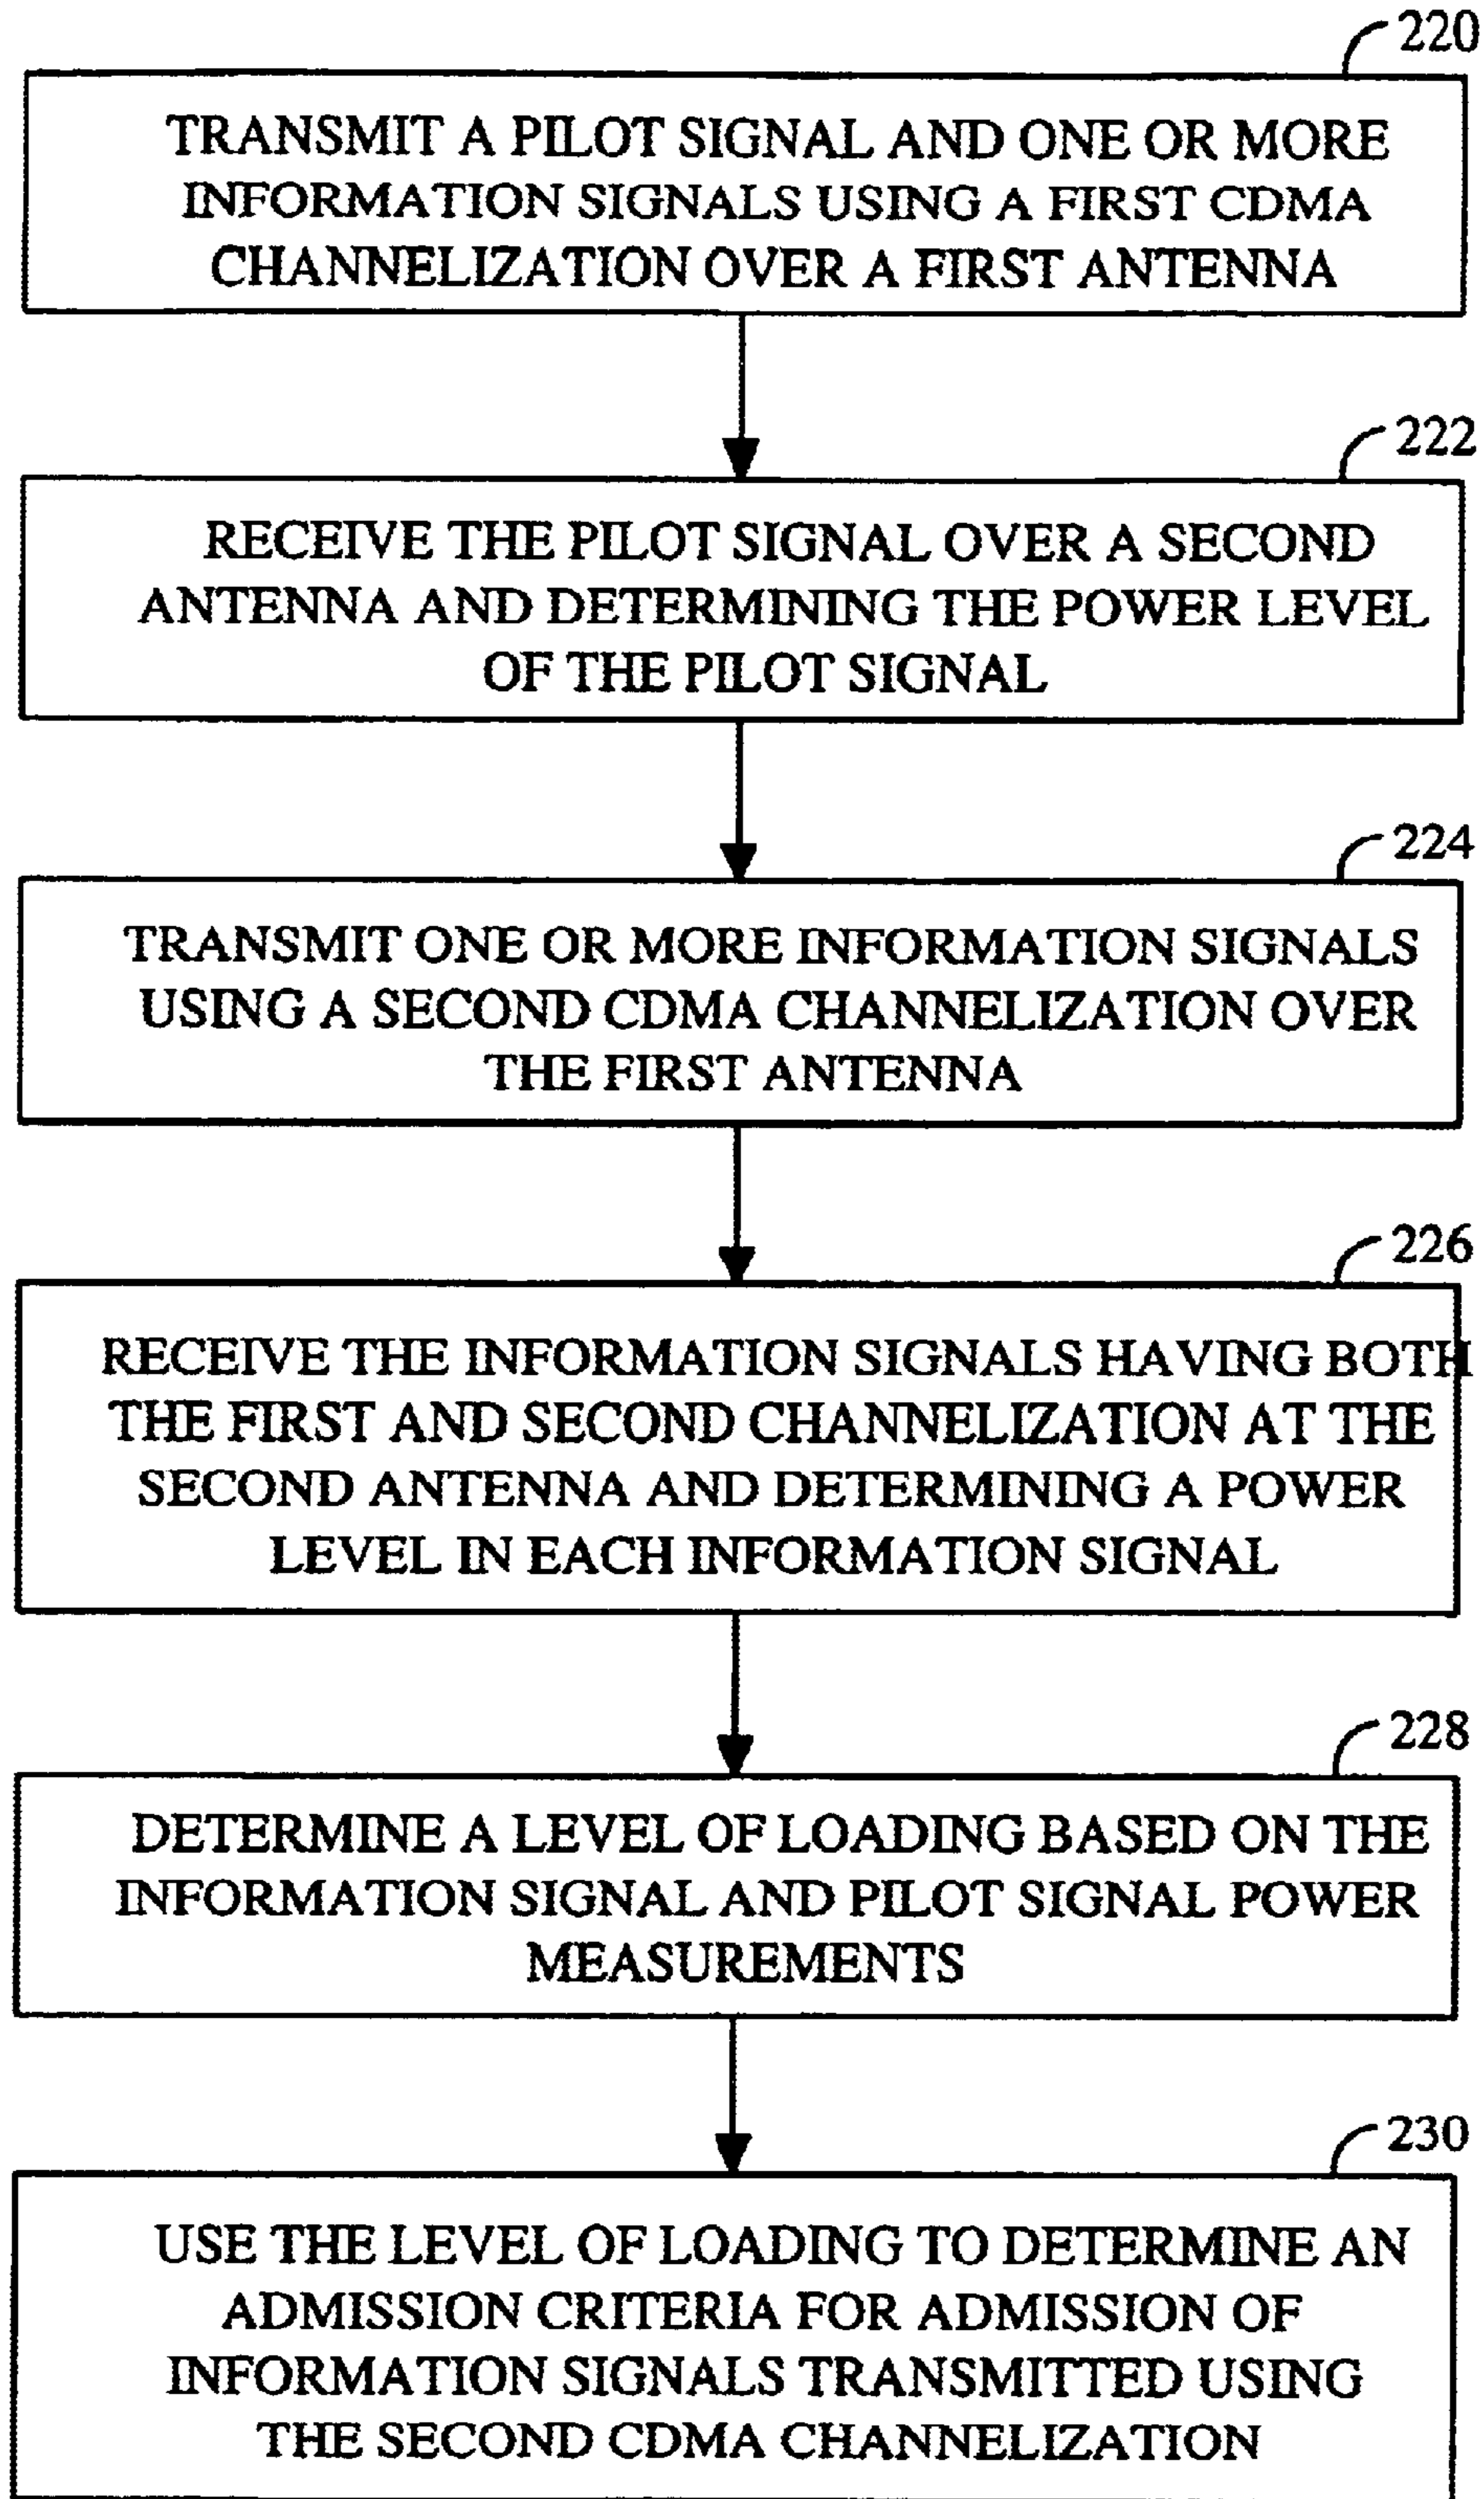 220
TRANSMIT A PILOT SIGNAL AND ONE OR MORE
INFORMATION SIGNALS USING A FIRST CDMA
CHANNELIZATION OVER A FIRST ANTENNA
222
RECEIVE THE PILOT SIGNAL OVER A SECOND
ANTENNA AND DETERMINING THE POWER LEVEL
OF THE PILOT SIGNAL
224
TRANSMIT ONE OR MORE INFORMATION SIGNALS
USING A SECOND CDMA CHANNELIZATION OVER
THE FIRST ANTENNA
226
RECEIVE THE INFORMATION SIGNALS HAVING BOTH
THE FIRST AND SECOND CHANNELIZATION AT THE
SECOND ANTENNA AND DETERMINING A POWER
LEVEL IN EACH INFORMATION SIGNAL
228
DETERMINE A LEVEL OF LOADING BASED ON THE
INFORMATION SIGNAL AND PILOT SIGNAL POWER
MEASUREMENTS
230
USE THE LEVEL OF LOADING TO DETERMINE AN
ADMISSION CRITERIA FOR ADMISSION OF
INFORMATION SIGNALS TRANSMITTED USING
THE SECOND CDMA CHANNELIZATION